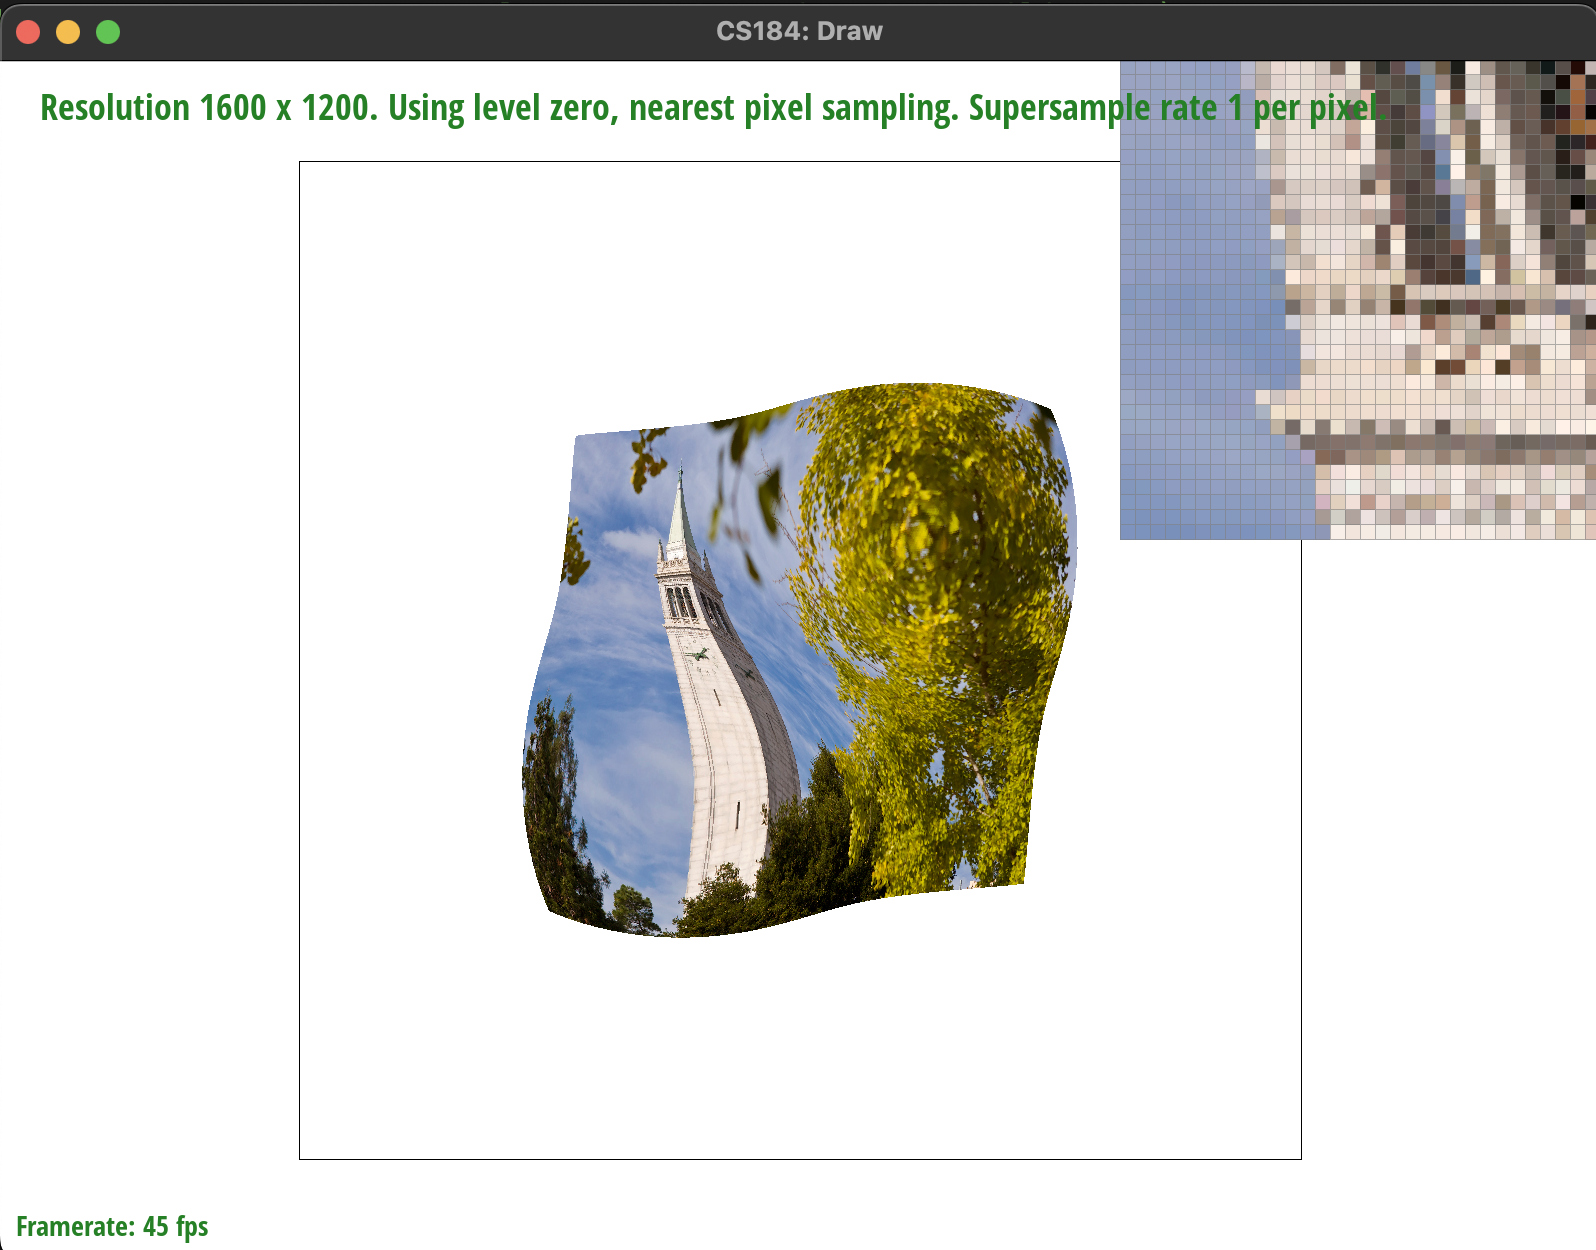 CS184: Draw
Resolution 1600 x 1200. Using level zero, nearest pixel sampling. Supersample rate 1 per pixel.
Framerate: 45 fps